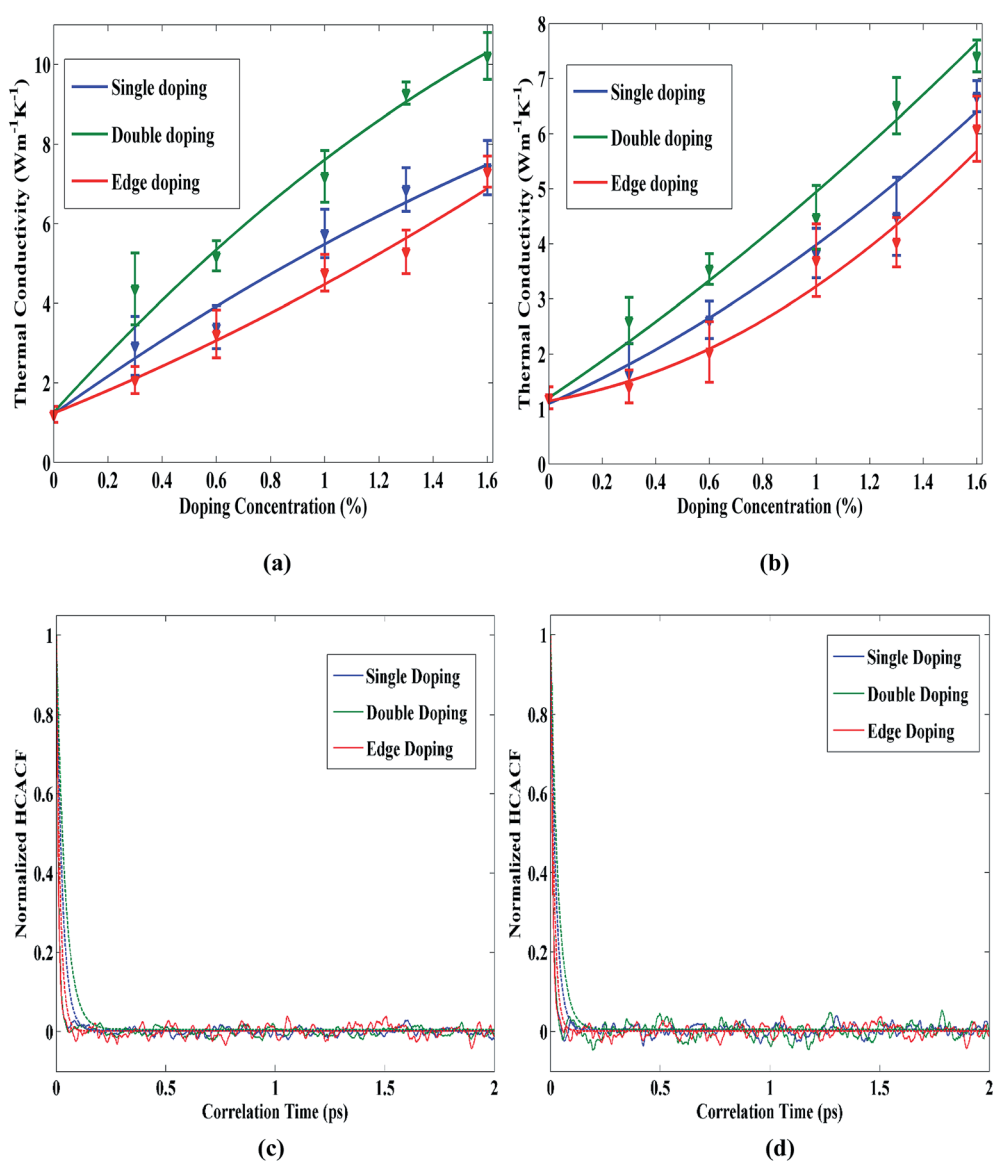 Thermal Conductivity (Wm⁻¹K⁻¹)
10
8
6
4
2
0
Single doping
Double doping
Edge doping
0 0.2 0.4 0.6 0.8 1 1.2 1.4 1.6
Doping Concentration (%)
(a)
Thermal Conductivity (Wm⁻¹K⁻¹)
8
7
6
5
4
3
2
1
0
Single doping
Double doping
Edge doping
0 0.2 0.4 0.6 0.8 1 1.2 1.4 1.6
Doping Concentration (%)
(b)
Normalized HCACF
1
0.8
0.6
0.4
0.2
0
Single Doping
Double Doping
Edge Doping
0 0.5 1 1.5 2
Correlation Time (ps)
(c)
Normalized HCACF
1
0.8
0.6
0.4
0.2
0
Single Doping
Double Doping
Edge Doping
0 0.5 1 1.5 2
Correlation Time (ps)
(d)